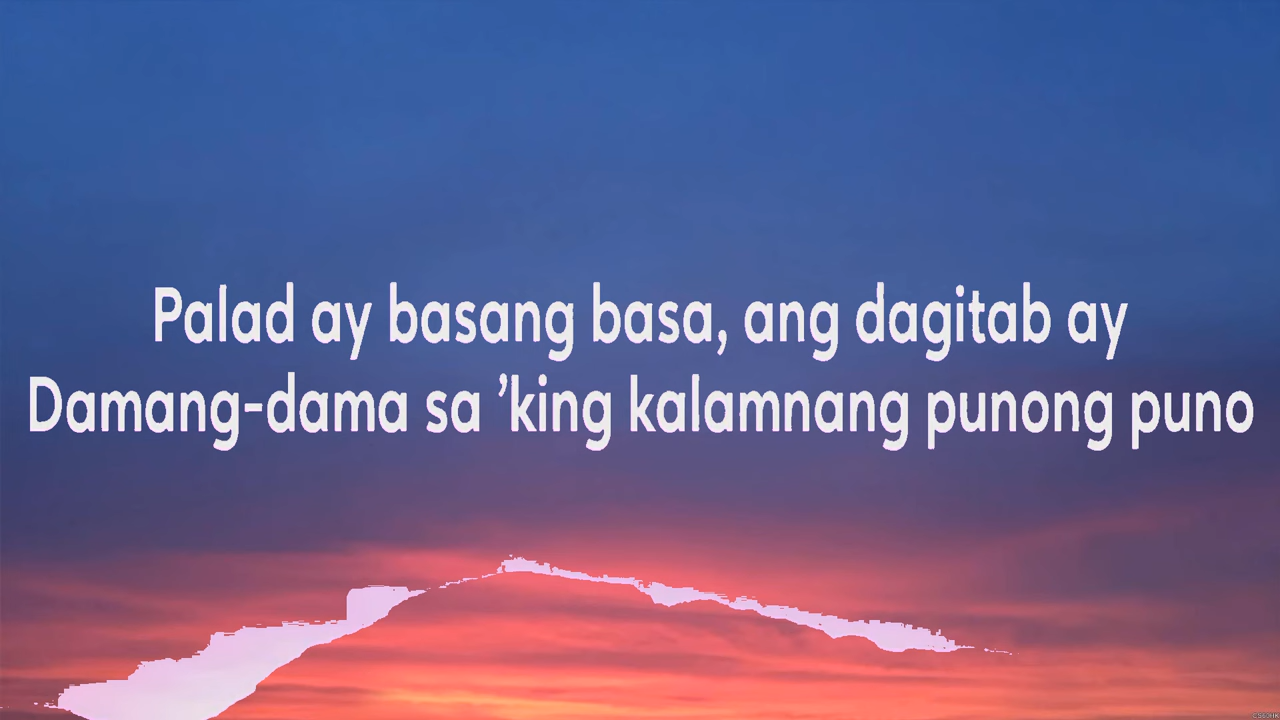 Palad ay basang basa, ang dagitab ay
Damang-dama sa ’king kalamnang punong puno